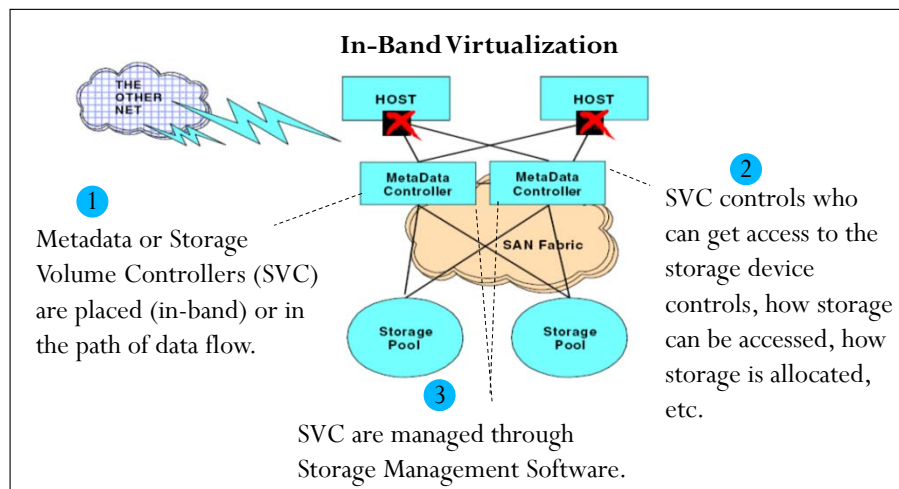 In-Band Virtualization
THE
OTHER
NET
HOST
HOST
MetaData
Controller
MetaData
Controller
SAN Fabric
Storage
Pool
Storage
Pool
1
Metadata or Storage
Volume Controllers (SVC)
are placed (in-band) or in
the path of data flow.
2
SVC controls who
can get access to the
storage device
controls, how storage
can be accessed, how
storage is allocated,
etc.
3
SVC are managed through
Storage Management Software.